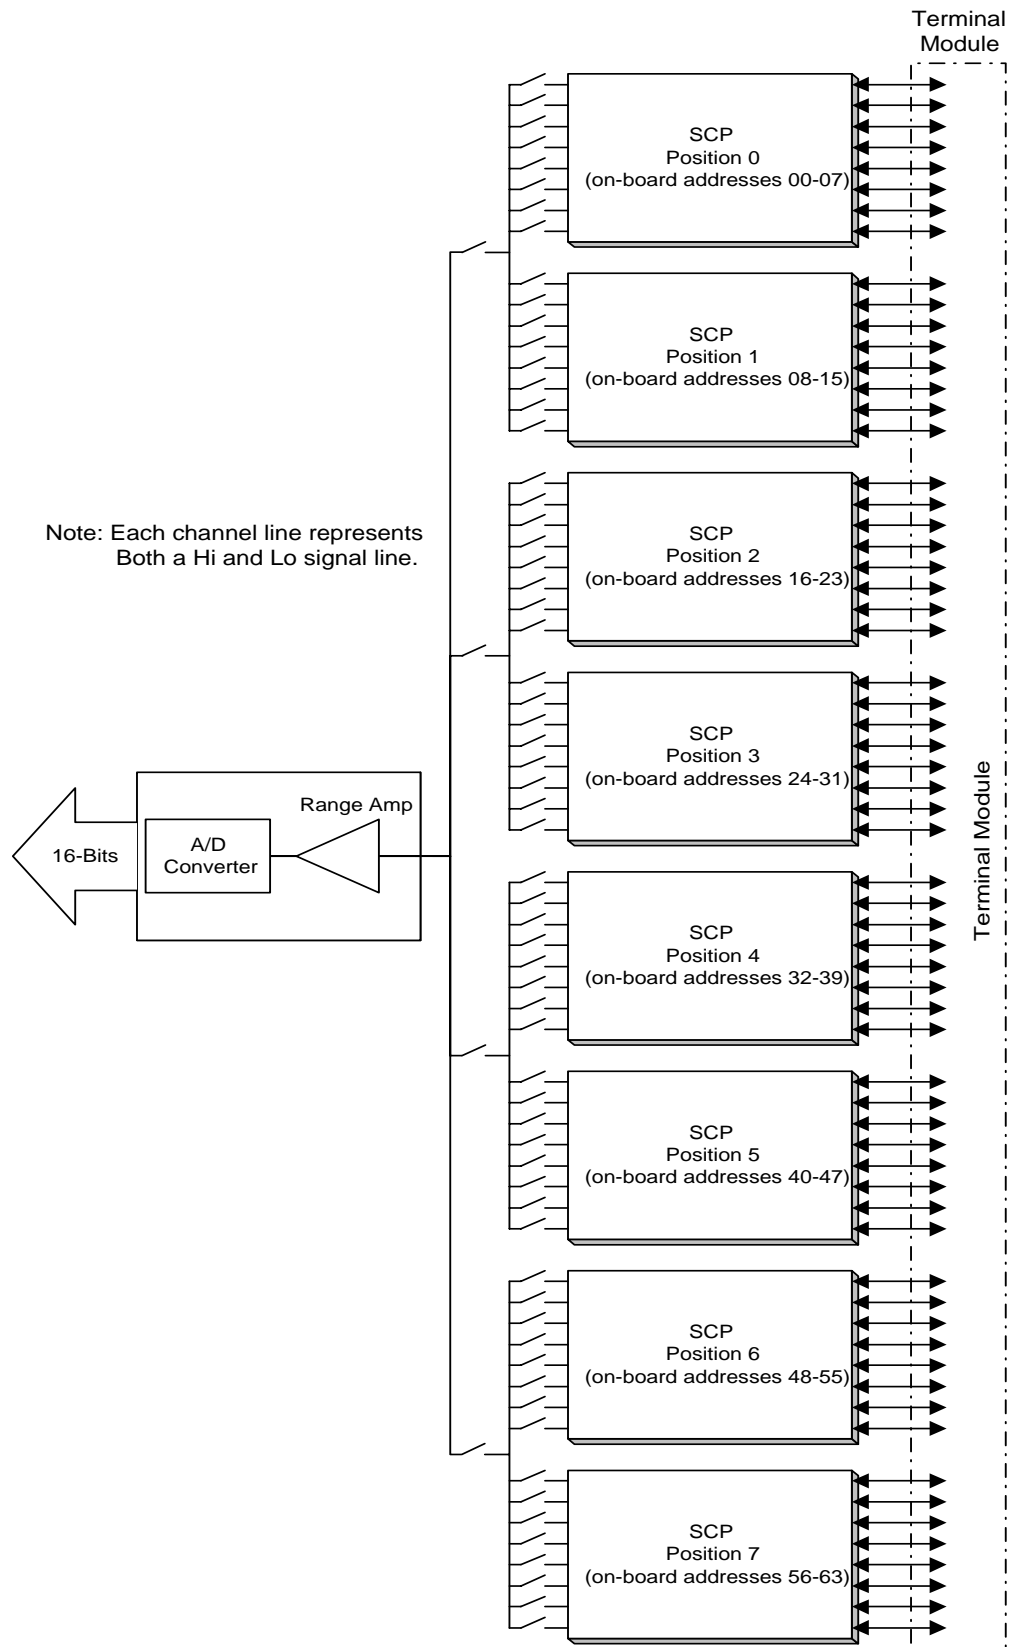 Terminal
Module
SCP
Position 0
(on-board addresses 00-07)
SCP
Position 1
(on-board addresses 08-15)
Note: Each channel line represents
Both a Hi and Lo signal line.
SCP
Position 2
(on-board addresses 16-23)
SCP
Position 3
(on-board addresses 24-31)
Range Amp
A/D
Converter
16-Bits
Terminal Module
SCP
Position 4
(on-board addresses 32-39)
SCP
Position 5
(on-board addresses 40-47)
SCP
Position 6
(on-board addresses 48-55)
SCP
Position 7
(on-board addresses 56-63)